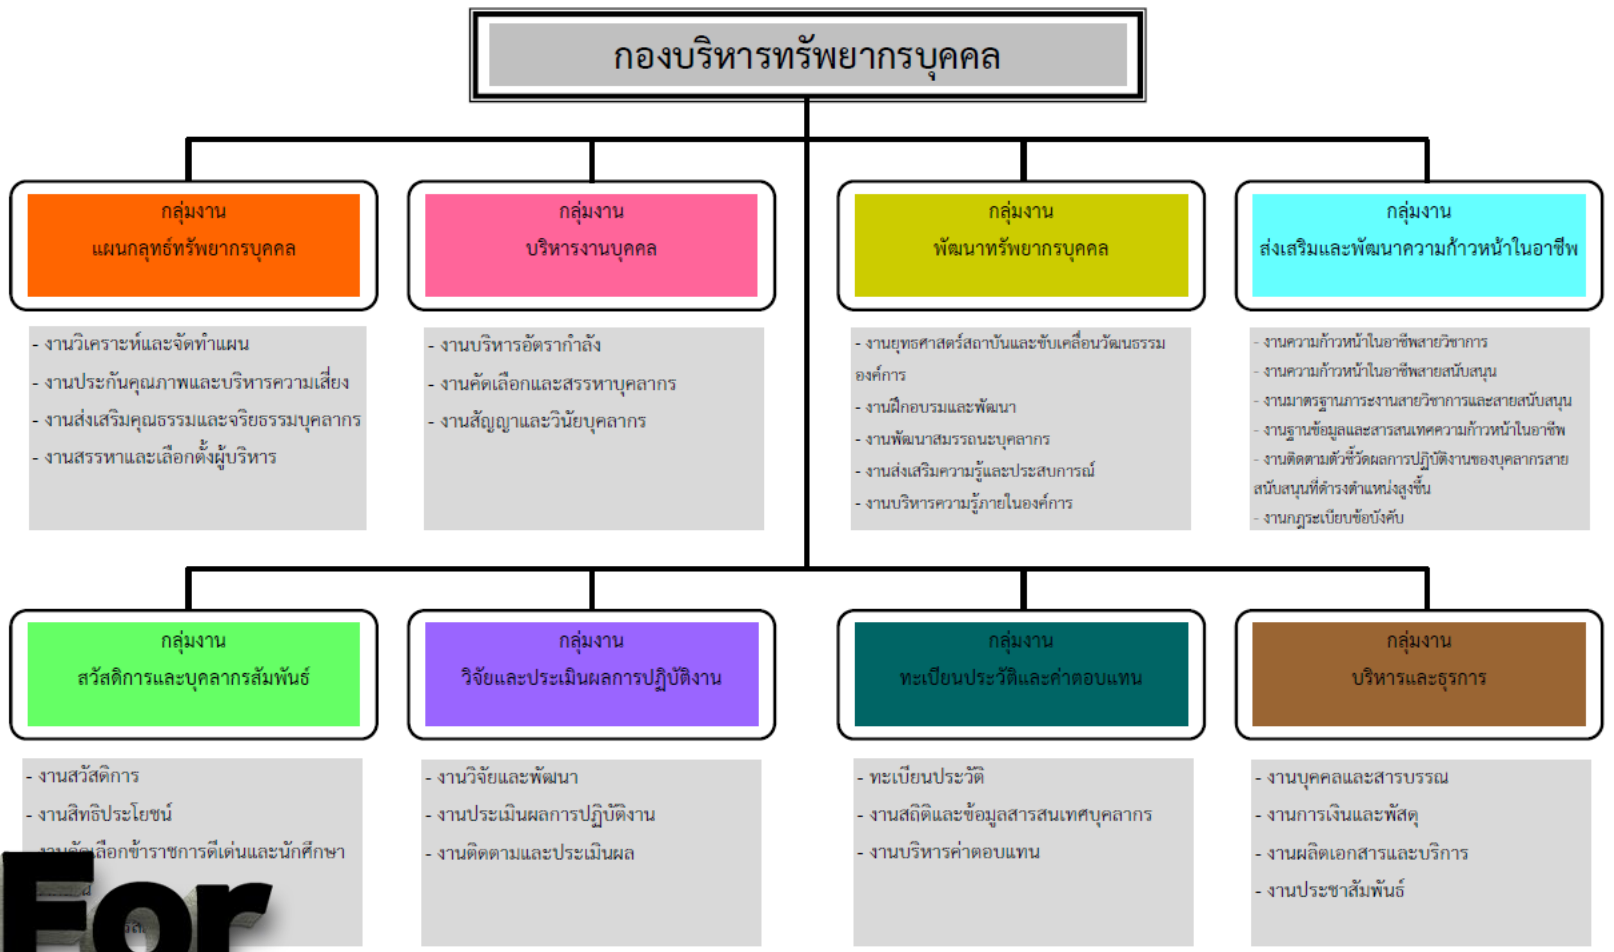 กองบริหารทรัพยากรบุคคล
กลุ่มงาน
แผนกลุทธ์ทรัพยากรบุคคล
- งานวิเคราะห์และจัดทำแผน
- งานประกันคุณภาพและบริหารความเสี่ยง
- งานส่งเสริมคุณธรรมและจริยธรรมบุคลากร
- งานสรรหาและเลือกตั้งผู้บริหาร
กลุ่มงาน
บริหารงานบุคคล
- งานบริหารอัตรากำลัง
- งานคัดเลือกและสรรหาบุคลากร
- งานสัญญาและวินัยบุคลากร
กลุ่มงาน
พัฒนาทรัพยากรบุคคล
- งานยุทธศาสตร์สถาบันและขับเคลื่อนวัฒนธรรม
องค์การ
- งานฝึกอบรมและพัฒนา
- งานพัฒนาสมรรถนะบุคลากร
- งานส่งเสริมความรู้และประสบการณ์
- งานบริหารความรู้ภายในองค์การ
กลุ่มงาน
ส่งเสริมและพัฒนาความก้าวหน้าในอาชีพ
- งานความก้าวหน้าในอาชีพสายวิชาการ
- งานความก้าวหน้าในอาชีพสายสนับสนุน
- งานมาตรฐานภาระงานสายวิชาการและสายสนับสนุน
- งานฐานข้อมูลและสารสนเทศความก้าวหน้าในอาชีพ
- งานติดตามตัวชี้วัดผลการปฏิบัติงานของบุคลากรสาย
สนับสนุนที่ดำรงตำแหน่งสูงขึ้น
- งานกฎระเบียบข้อบังคับ
กลุ่มงาน
สวัสดิการและบุคลากรสัมพันธ์
- งานสวัสดิการ
- งานสิทธิประโยชน์
- งานคัดเลือกข้าราชการดีเด่นและนักศึกษา
For
กลุ่มงาน
วิจัยและประเมินผลการปฏิบัติงาน
- งานวิจัยและพัฒนา
- งานประเมินผลการปฏิบัติงาน
- งานติดตามและประเมินผล
กลุ่มงาน
ทะเบียนประวัติและค่าตอบแทน
- ทะเบียนประวัติ
- งานสถิติและข้อมูลสารสนเทศบุคลากร
- งานบริหารค่าตอบแทน
กลุ่มงาน
บริหารและธุรการ
- งานบุคคลและสารบรรณ
- งานการเงินและพัสดุ
- งานผลิตเอกสารและบริการ
- งานประชาสัมพันธ์